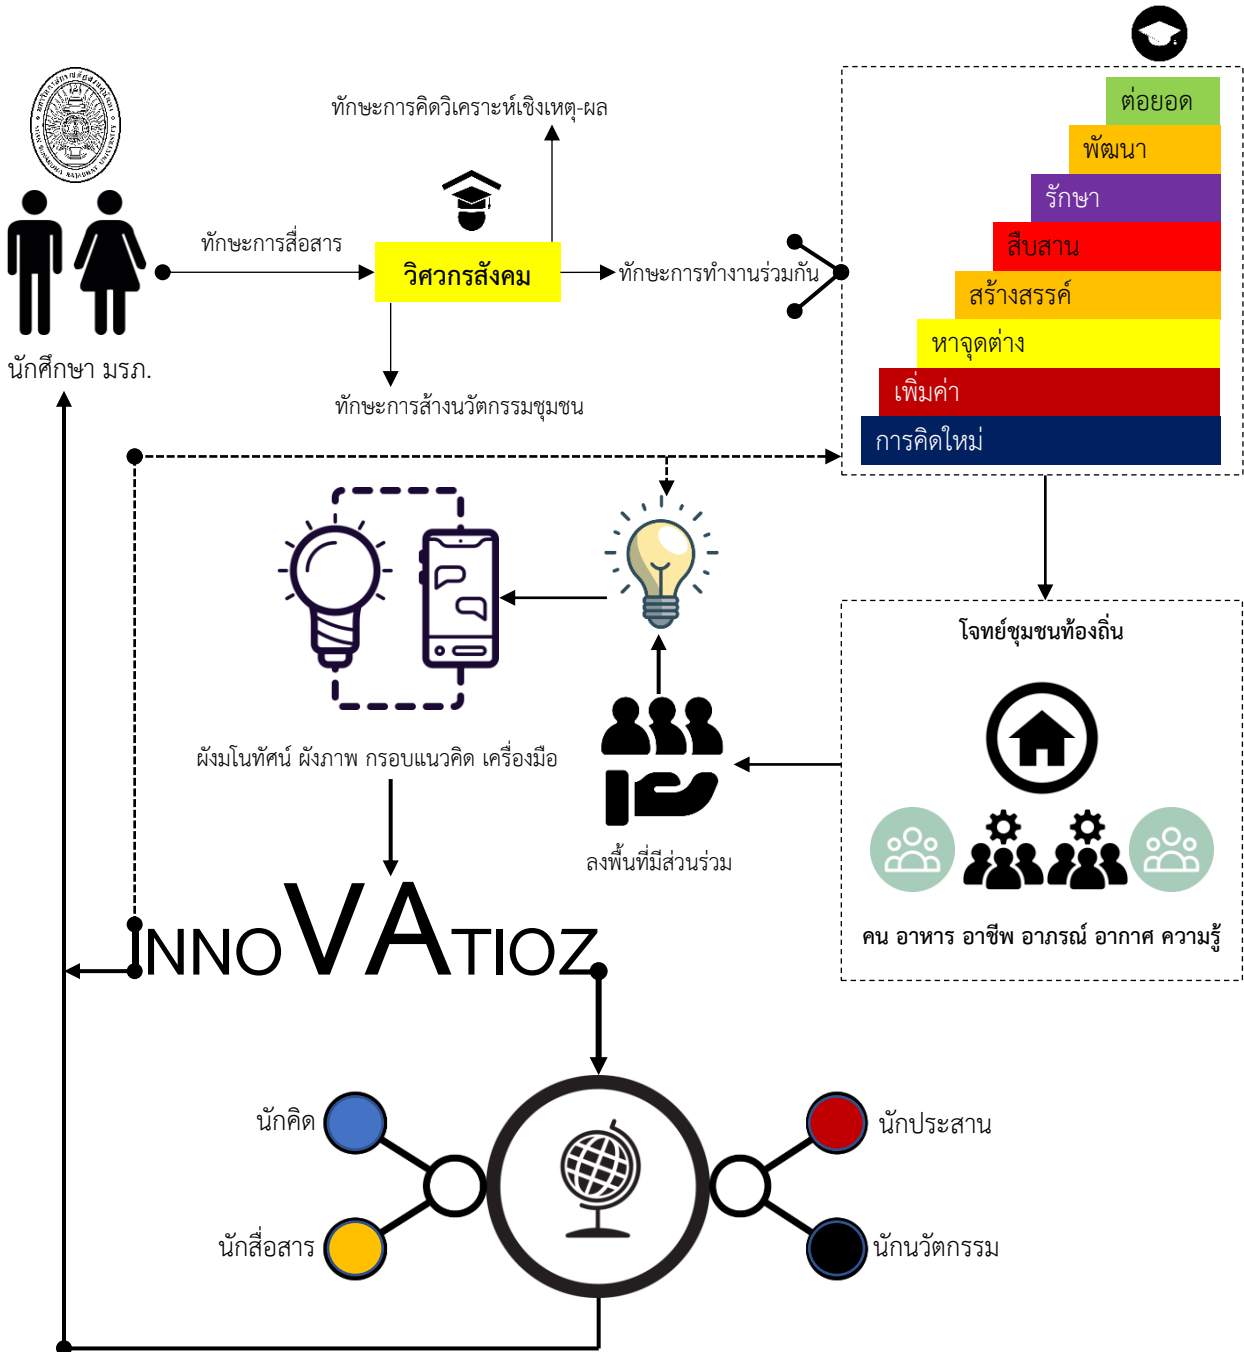 ทักษะการคิดวิเคราะห์เชิงเหตุ-ผล
ทักษะการสื่อสาร
วิศวกรสังคม
ทักษะการทำงานร่วมกัน
นักศึกษา มรภ.
ทักษะการส้างนวัตกรรมชุมชน
ต่อยอด
พัฒนา
รักษา
สืบสาน
สร้างสรรค์
หาจุดต่าง
เพิ่มค่า
การคิดใหม่
โจทย์ชุมชนท้องถิ่น
คน อาหาร อาชีพ อาภรณ์ อากาศ ความรู้
ลงพื้นที่มีส่วนร่วม
ผังมโนทัศน์ ผังภาพ กรอบแนวคิด เครื่องมือ
INNOVATIOZ
นักคิด
นักประสาน
นักสื่อสาร
นักนวัตกรรม